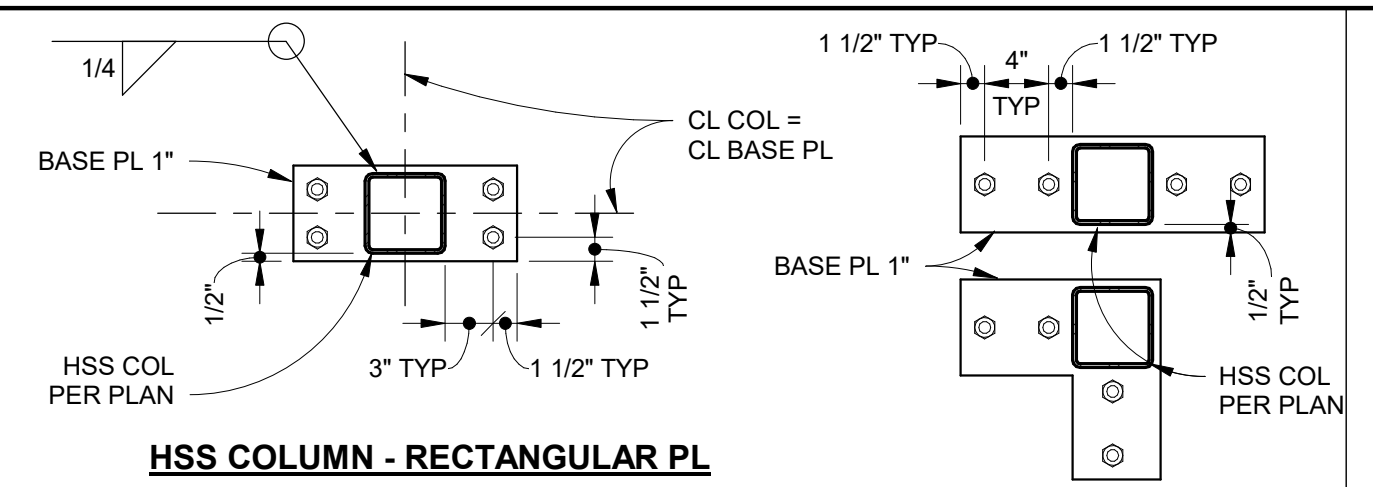 1/4
BASE PL 1"
CL COL =
CL BASE PL
1/2"
1 1/2"
TYP
3" TYP
1 1/2" TYP
HSS COL
PER PLAN
HSS COLUMN - RECTANGULAR PL
1 1/2" TYP
4"
TYP
1 1/2" TYP
BASE PL 1"
1/2"
TYP
HSS COL
PER PLAN